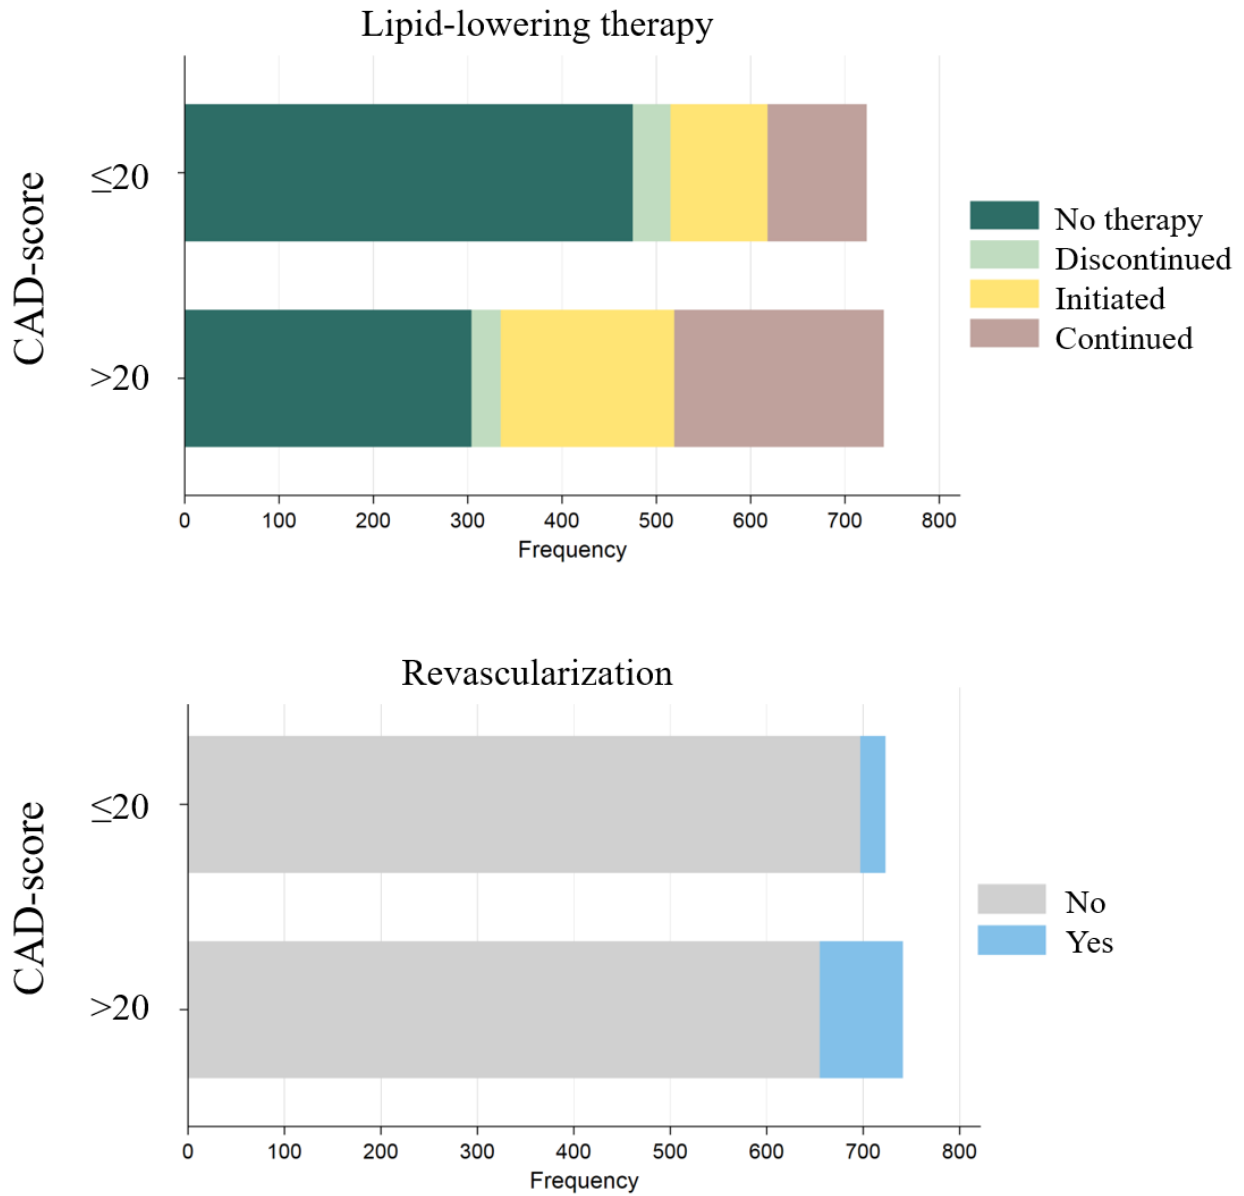 Lipid-lowering therapy
CAD-score
≤20
>20
No therapy
Discontinued
Initiated
Continued
0 100 200 300 400 500 600 700 800
Frequency
Revascularization
CAD-score
≤20
>20
No
Yes
0 100 200 300 400 500 600 700 800
Frequency